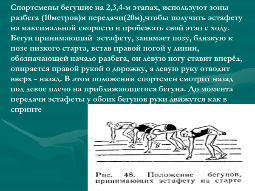 Спортсмены бегущие на 2,3,4-м этапах, используют зоны
разбега (10метров)и передачи(20м),чтобы получить эстафету
на максимальной скорости и пробежать свой этап с ходу.
Бегун принимающий эстафету, занимает позу, близкую к
позе низкого старта, встав правой ногой у линии,
обозначающей начало разбега, он левую ногу ставит вперёд,
опирается правой рукой о дорожку, а левую руку отводит
вверх - назад. В этом положении спортсмен смотрит назад
под левое плечо на приближающегося бегуна. До момента
передачи эстафеты у обоих бегунов руки движутся как в
спринте
Рис. 48. Положение бегунов,
принимающих эстафету на старте